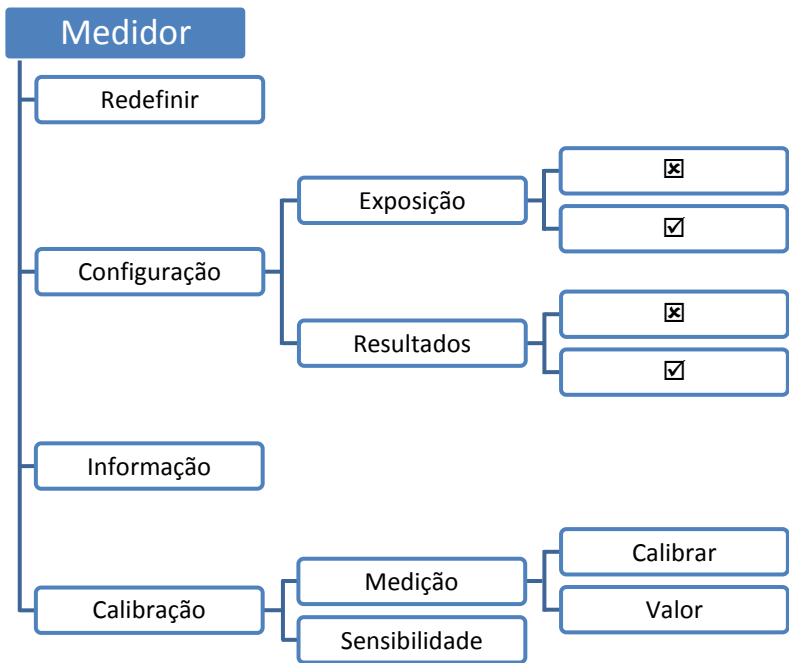 Medidor
Redefinir
Configuração
Exposição
☒
☑
Resultados
☒
☑
Informação
Calibração
Medição
Calibrar
Valor
Sensibilidade